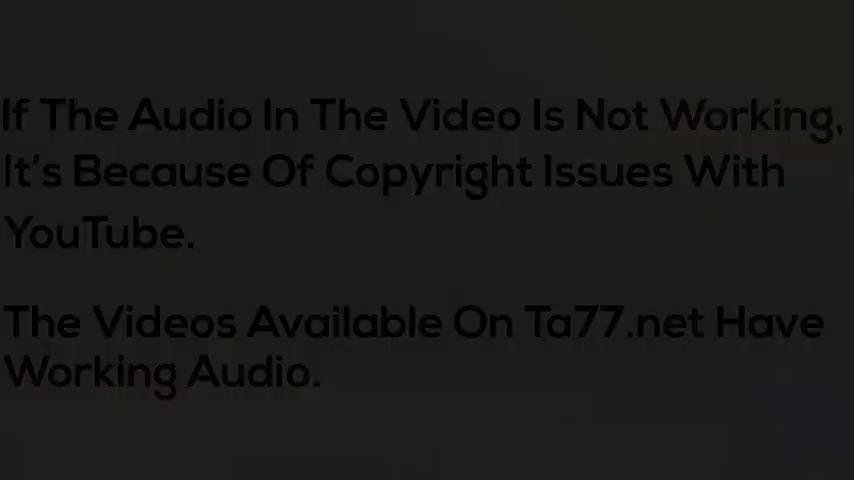 If The Audio In The Video Is Not Working,
It's Because Of Copyright Issues With
YouTube.
The Videos Available On Ta77.net Have
Working Audio.